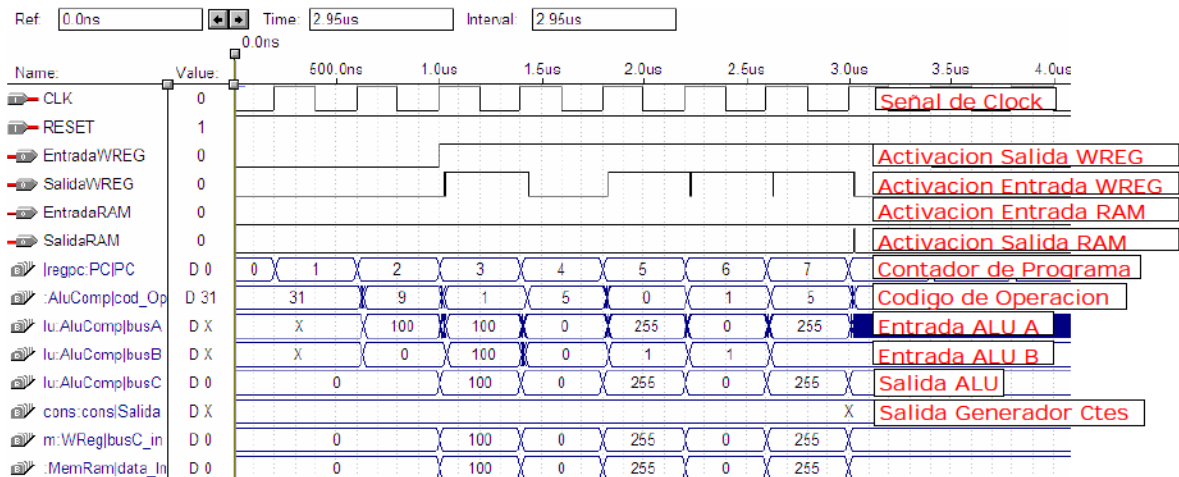 Ref: 0.0ns Time: 2.95us Interval: 2.95us
0.0ns
Name: Value: 500.0ns 1.0us 1.5us 2.0us 2.5us 3.0us 3.5us 4.0us
CLK 0 Señal de Clock
RESET 1
EntradaWREG 0 Activacion Salida WREG
SalidaWREG 0 Activacion Entrada WREG
EntradaRAM 0 Activacion Entrada RAM
SalidaRAM 0 Activacion Salida RAM
|regpc:PC|PC D 0 0 1 2 3 4 5 6 7 Contador de Programa
:AluComp|cod_Op D 31 31 9 1 5 0 1 5 Codigo de Operacion
lu:AluComp|busA D X X 100 100 0 255 0 255 Entrada ALU A
lu:AluComp|busB D X X 0 100 0 1 1 Entrada ALU B
lu:AluComp|busC D 0 0 100 0 255 0 255 Salida ALU
cons:cons|Salida D X X Salida Generador Ctes
m:WReg|busC_in D 0 0 100 0 255 0 255
:MemRam|data_In D 0 0 100 0 255 0 255